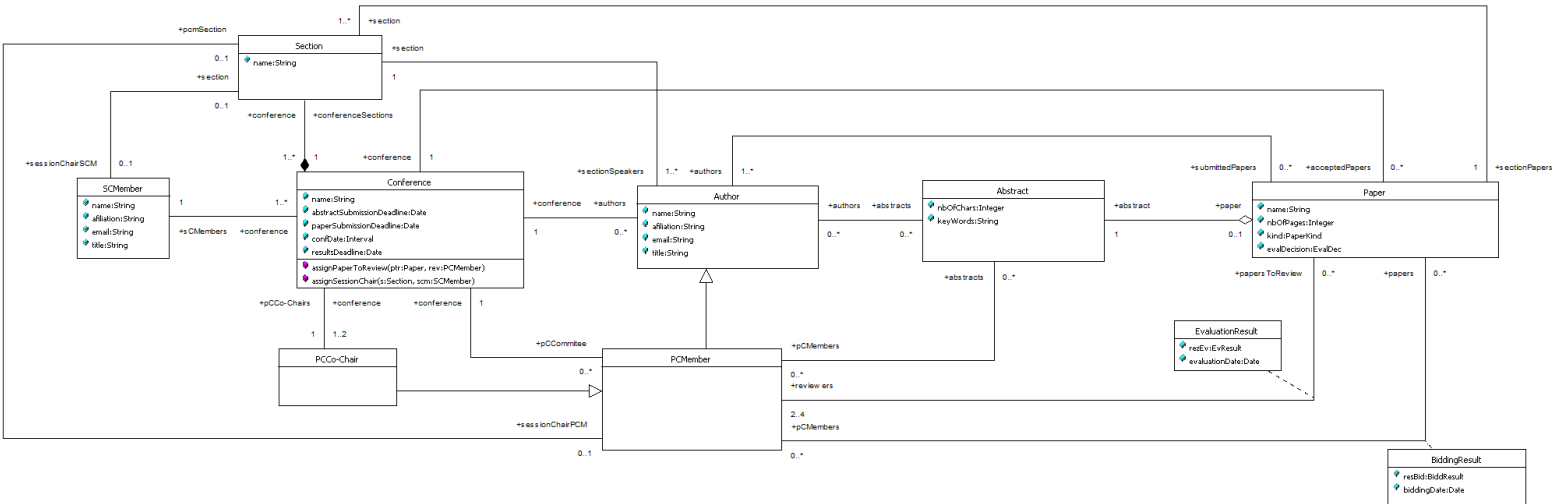 1..* +section
+pcmSection
Section
+section
0..1
name:String
1
+section
0..1
+conference +conferenceSections
1..* 1 +conference 1
+sessionChairSCM 0..1
+sectionSpeakers 1..* +authors 1..*
+submittedPapers 0..* +acceptedPapers 0..* 1 +sectionPapers
SCMember
name:String
afiliation:String
email:String
title:String
1 1..*
+sCMembers +conference
Conference
name:String
abstractSubmissionDeadline:Date
paperSubmissionDeadline:Date
confDate:Interval
resultsDeadline:Date
assignPaperToReview(ptr:Paper, rev:PCMember)
assignSessionChair(s:Section, scm:SCMember)
+conference +authors
1 0..*
Author
name:String
afiliation:String
email:String
title:String
+authors +abstracts
0..* 0..*
Abstract
nbOfChars:Integer
keyWords:String
+abstract +paper
1 0..1
Paper
name:String
nbOfPages:Integer
kind:PaperKind
evalDecision:EvalDec
+abstracts 0..*
+papersToReview 0..* +papers 0..*
+pCCo-Chairs +conference +conference 1
1 1..2
EvaluationResult
rezEv:EvResult
evaluationDate:Date
+pCCommitee
0..*
PCCo-Chair
PCMember
+pCMembers
0..*
+reviewers
2..4
+sessionChairPCM
0..1
+pCMembers
0..*
BiddingResult
resBid:BiddResult
biddingDate:Date